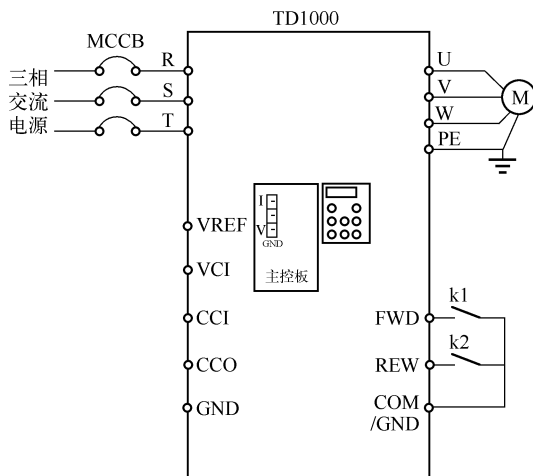 TD1000
MCCB
三相
交流
电源
R
S
T
U
V
W
PE
M
VREF
VCI
CCI
CCO
GND
I
V
GND
主控板
k1
FWD
k2
REW
COM
/GND